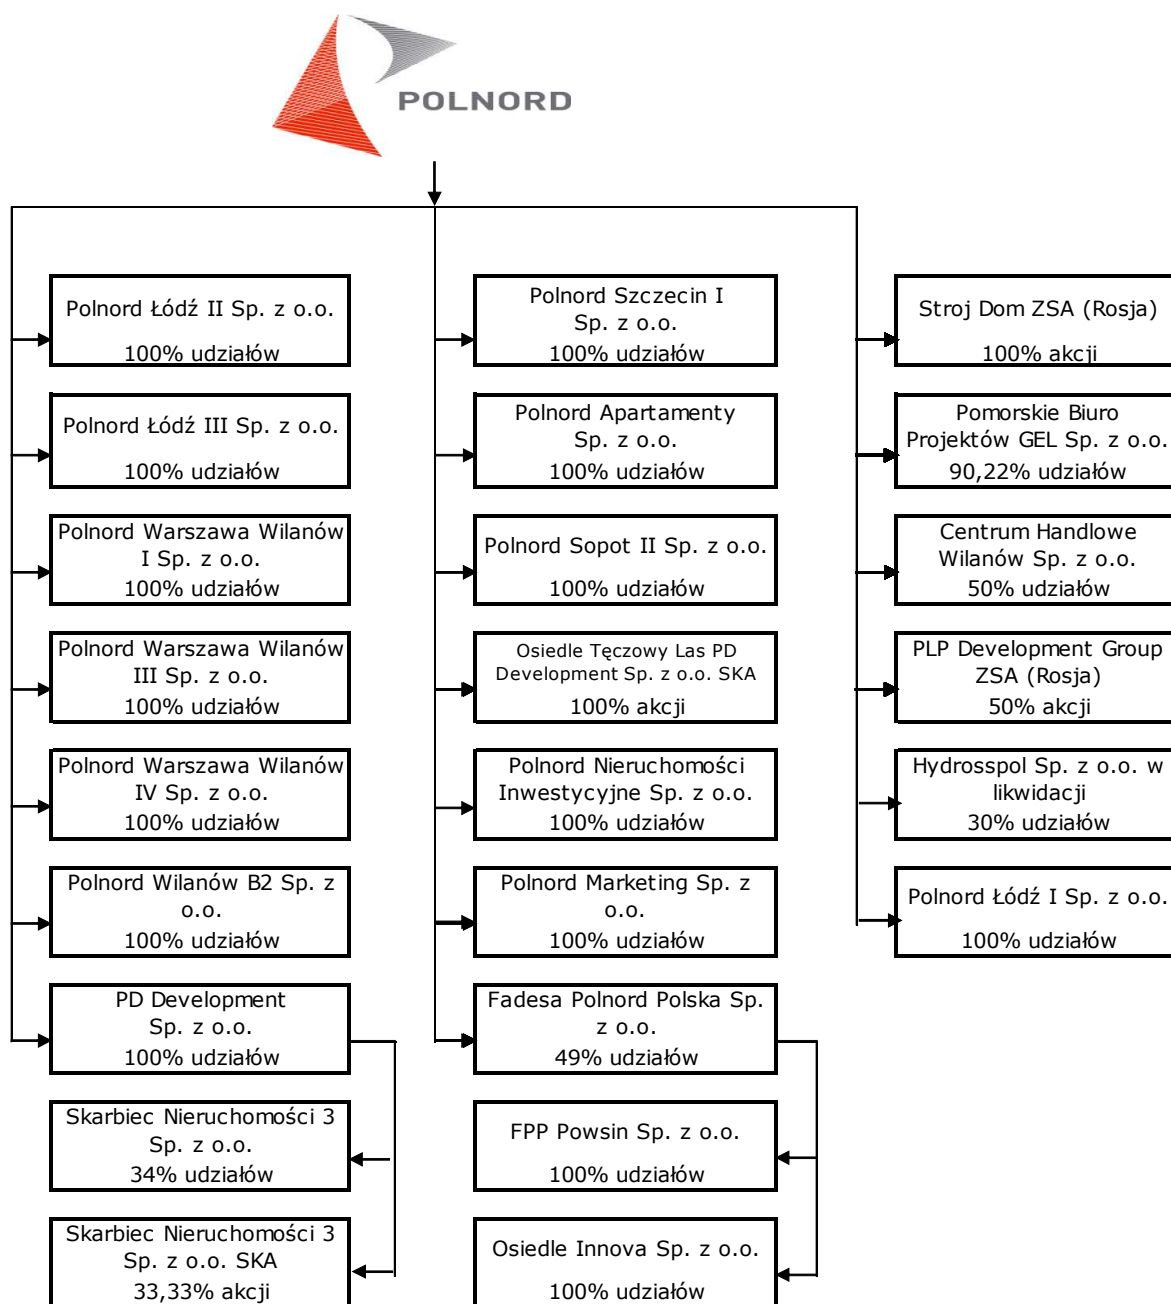 POLNORD
Polnord Łódź II Sp. z o.o.
100% udziałów
Polnord Łódź III Sp. z o.o.
100% udziałów
Polnord Warszawa Wilanów
I Sp. z o.o.
100% udziałów
Polnord Warszawa Wilanów
III Sp. z o.o.
100% udziałów
Polnord Warszawa Wilanów
IV Sp. z o.o.
100% udziałów
Polnord Wilanów B2 Sp. z
o.o.
100% udziałów
PD Development
Sp. z o.o.
100% udziałów
Skarbiec Nieruchomości 3
Sp. z o.o.
34% udziałów
Skarbiec Nieruchomości 3
Sp. z o.o. SKA
33,33% akcji
Polnord Szczecin I
Sp. z o.o.
100% udziałów
Polnord Apartamenty
Sp. z o.o.
100% udziałów
Polnord Sopot II Sp. z o.o.
100% udziałów
Osiedle Tęczowy Las PD
Development Sp. z o.o. SKA
100% akcji
Polnord Nieruchomości
Inwestycyjne Sp. z o.o.
100% udziałów
Polnord Marketing Sp. z
o.o.
100% udziałów
Fadesa Polnord Polska Sp.
z o.o.
49% udziałów
FPP Powsin Sp. z o.o.
100% udziałów
Osiedle Innova Sp. z o.o.
100% udziałów
Stroj Dom ZSA (Rosja)
100% akcji
Pomorskie Biuro
Projektów GEL Sp. z o.o.
90,22% udziałów
Centrum Handlowe
Wilanów Sp. z o.o.
50% udziałów
PLP Development Group
ZSA (Rosja)
50% akcji
Hydrosspol Sp. z o.o. w
likwidacji
30% udziałów
Polnord Łódź I Sp. z o.o.
100% udziałów